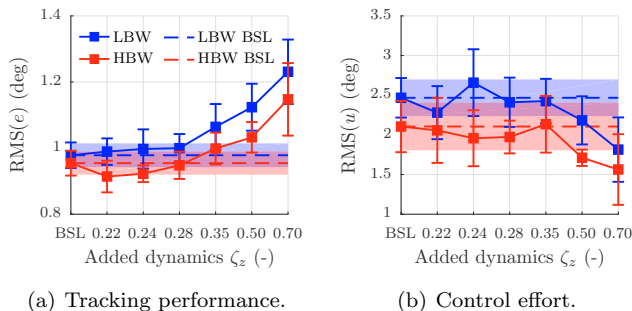 1.4
1.2
1
0.8
RMS(e) (deg)
LBW
LBW BSL
HBW
HBW BSL
BSL 0.22 0.24 0.28 0.35 0.50 0.70
Added dynamics ζz (-)
(a) Tracking performance.
3.5
3
2.5
2
1.5
1
RMS(u) (deg)
BSL 0.22 0.24 0.28 0.35 0.50 0.70
Added dynamics ζz (-)
(b) Control effort.